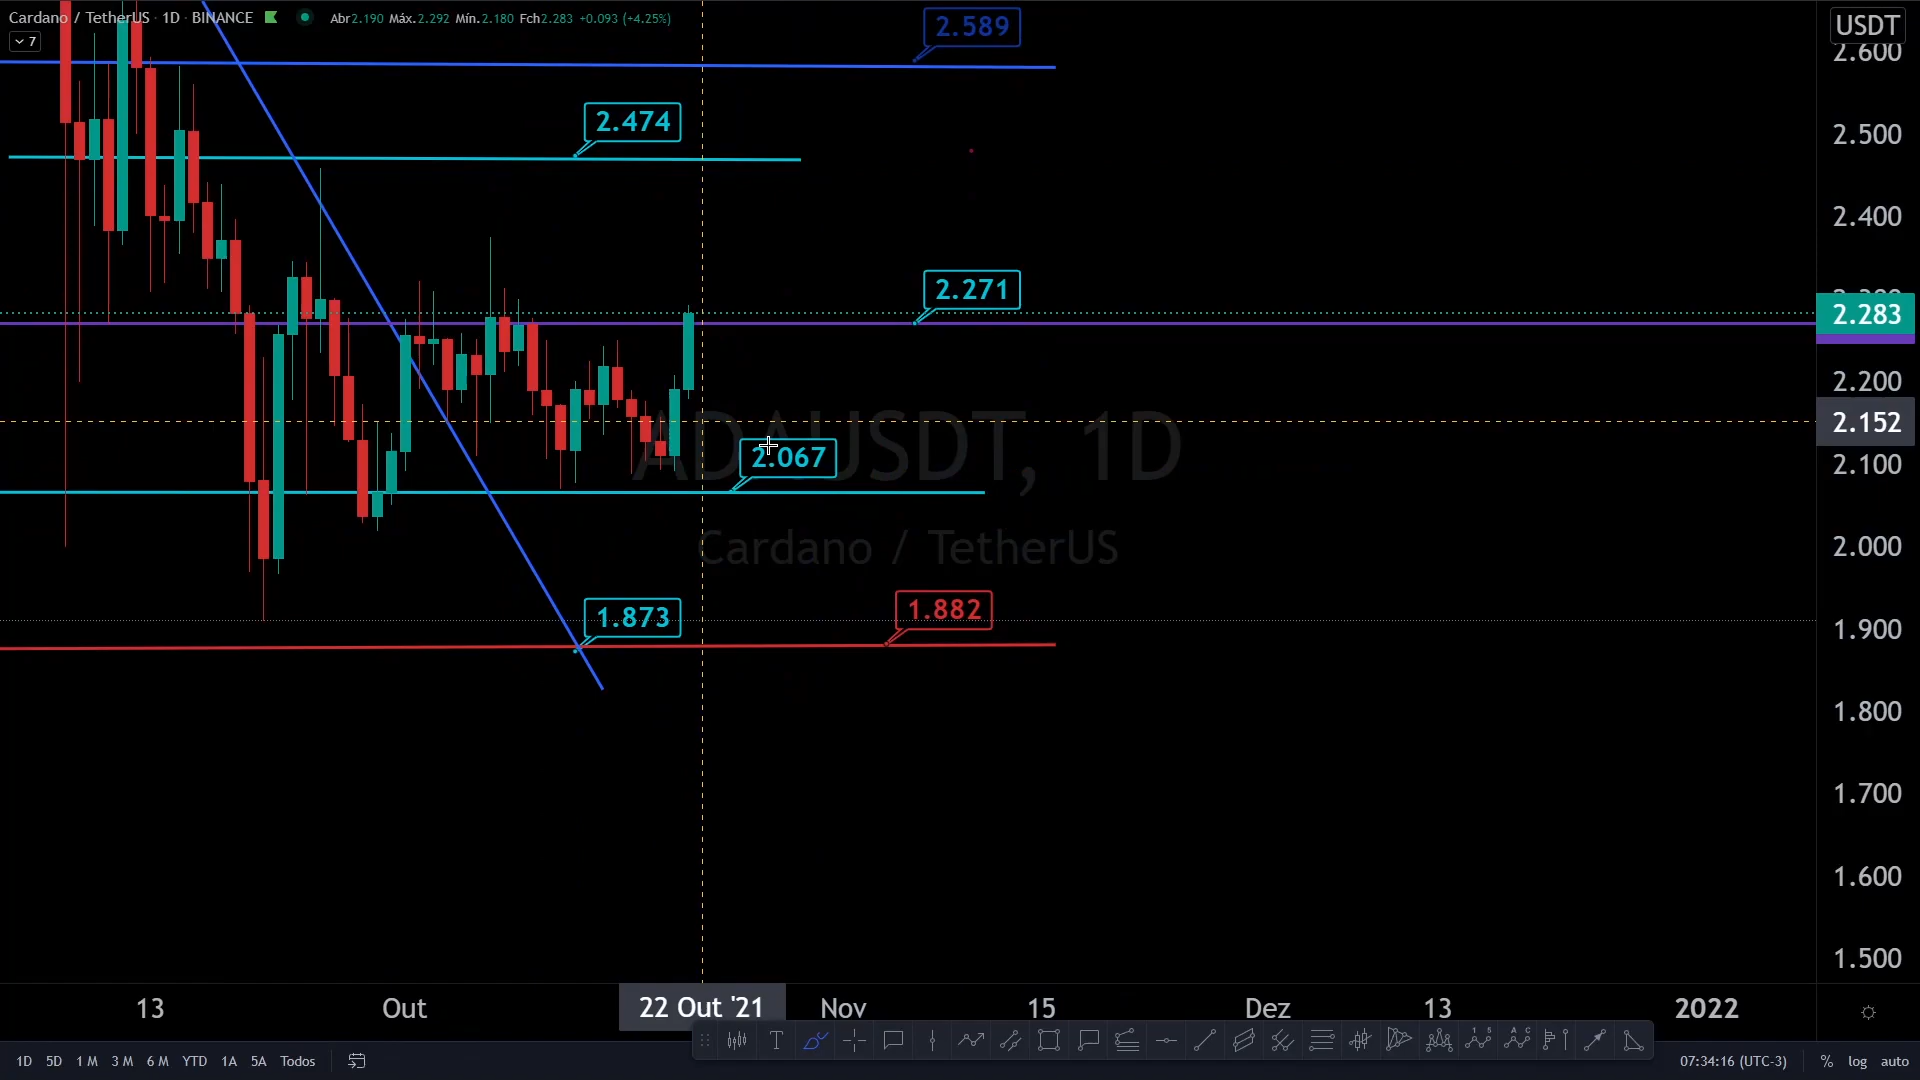 Cardano / TetherUS · 1D · BINANCE Abr2.190 Máx.2.292 Mín.2.180 Fch2.283 +0.093 (+4.25%)
7
USDT
2.589
2.600
2.474
2.500
2.400
2.271
2.283
2.200
2.152
ADAUSDT, 1D
2.067
2.100
Cardano / TetherUS
2.000
1.873
1.882
1.900
1.800
1.700
1.600
1.500
13 Out 22 Out '21 Nov 15 Dez 13 2022
1D 5D 1 M 3 M 6 M YTD 1A 5A Todos
07:34:16 (UTC-3) % log auto